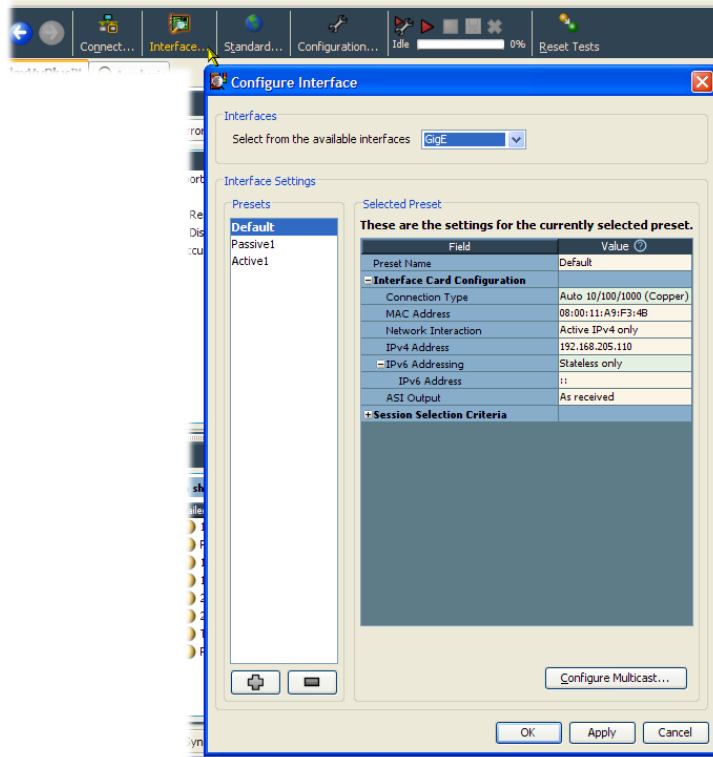 Connect... Interface... Standard... Configuration... Idle 0% Reset Tests
Configure Interface
Interfaces
Select from the available interfaces GigE
Interface Settings
Presets
Default
Passive1
Active1
Selected Preset
These are the settings for the currently selected preset.
Field Value
Preset Name Default
Interface Card Configuration
Connection Type Auto 10/100/1000 (Copper)
MAC Address 08:00:11:A9:F3:4B
Network Interaction Active IPv4 only
IPv4 Address 192.168.205.110
IPv6 Addressing Stateless only
IPv6 Address ::
ASI Output As received
Session Selection Criteria
Configure Multicast...
OK Apply Cancel